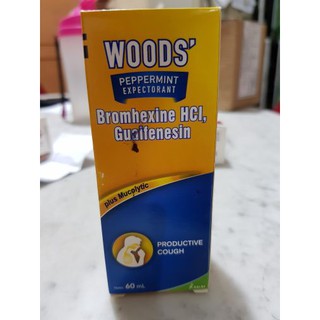 WOODS'
PEPPERMINT
EXPECTORANT
Bromhexine HCl,
Guaifenesin
plus Mucolytic
PRODUCTIVE
COUGH
60 mL